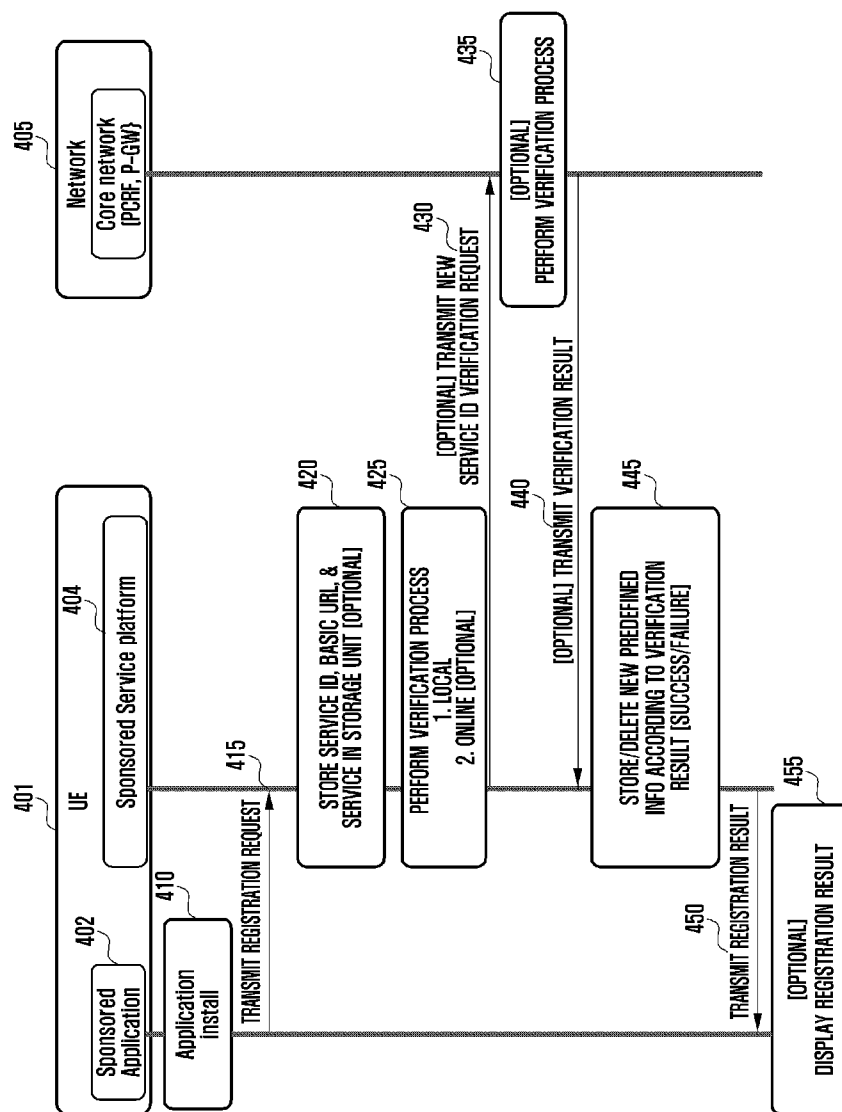 401
UE
402
Sponsored
Application
404
Sponsored Service platform
405
Network
Core network
[PCRF, P-GW}
410
Application
install
415
TRANSMIT REGISTRATION REQUEST
420
STORE SERVICE ID, BASIC URL, &
SERVICE IN STORAGE UNIT [OPTIONAL]
425
PERFORM VERIFICATION PROCESS
1. LOCAL
2. ONLINE [OPTIONAL]
430
[OPTIONAL] TRANSMIT NEW
SERVICE ID VERIFICATION REQUEST
435
[OPTIONAL]
PERFORM VERIFICATION PROCESS
440
[OPTIONAL] TRANSMIT VERIFICATION RESULT
445
STORE/DELETE NEW PREDEFINED
INFO ACCORDING TO VERIFICATION
RESULT [SUCCESS/FAILURE]
450
TRANSMIT REGISTRATION RESULT
455
[OPTIONAL]
DISPLAY REGISTRATION RESULT